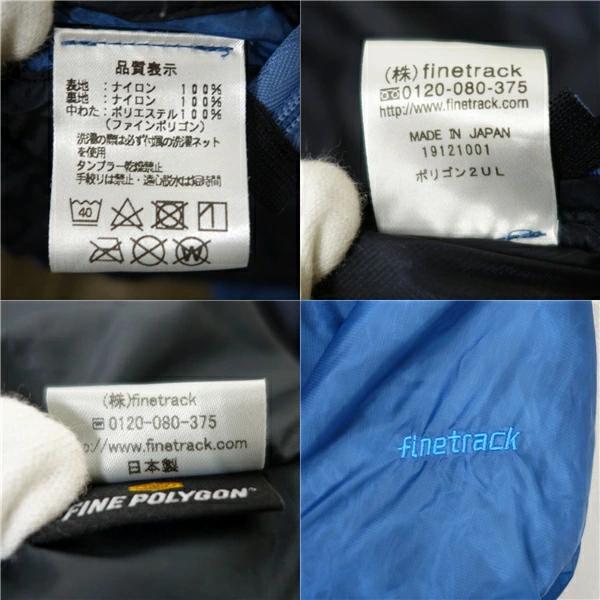 品質表示
表地：ナイロン 100%
裏地：ナイロン 100%
中わた：ポリエステル100%
(ファインポリゴン)
洗濯の際は必ず付属の洗濯ネット
を使用
タンブラー乾燥禁止
手絞りは禁止・遠心脱水は短時間
40
W
(株)finetrack
0120-080-375
http://www.finetrack.com
MADE IN JAPAN
19121001
ポリゴン2UL
(株)finetrack
0120-080-375
http://www.finetrack.com
日本製
FINE POLYGON™
finetrack